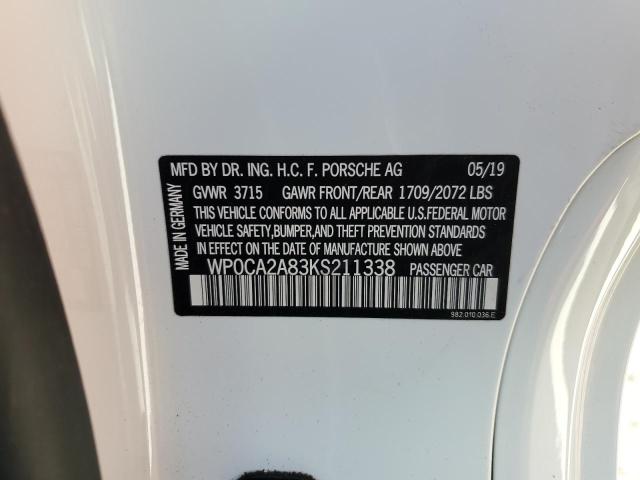 MFD BY DR. ING. H.C. F. PORSCHE AG 05/19
MADE IN GERMANY
GVWR 3715 GAWR FRONT/REAR 1709/2072 LBS
THIS VEHICLE CONFORMS TO ALL APPLICABLE U.S.FEDERAL MOTOR
VEHICLE SAFETY,BUMPER,AND THEFT PREVENTION STANDARDS
IN EFFECT ON THE DATE OF MANUFACTURE SHOWN ABOVE.
WP0CA2A83KS211338 PASSENGER CAR
982.010.036.E